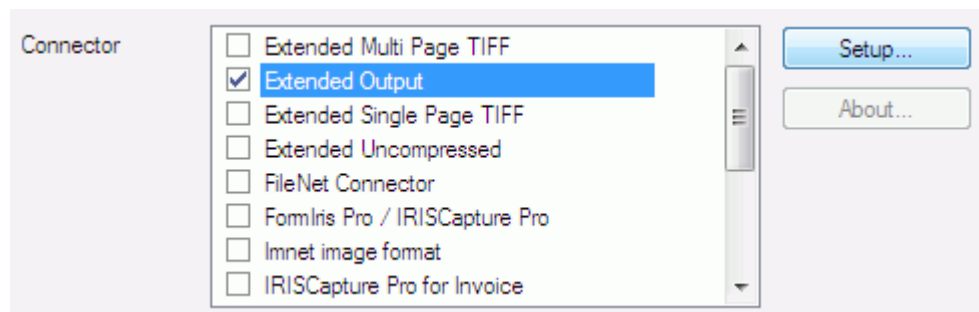 Connector
Extended Multi Page TIFF
Extended Output
Extended Single Page TIFF
Extended Uncompressed
FileNet Connector
FormIris Pro / IRISCapture Pro
Imnet image format
IRISCapture Pro for Invoice
Setup...
About...